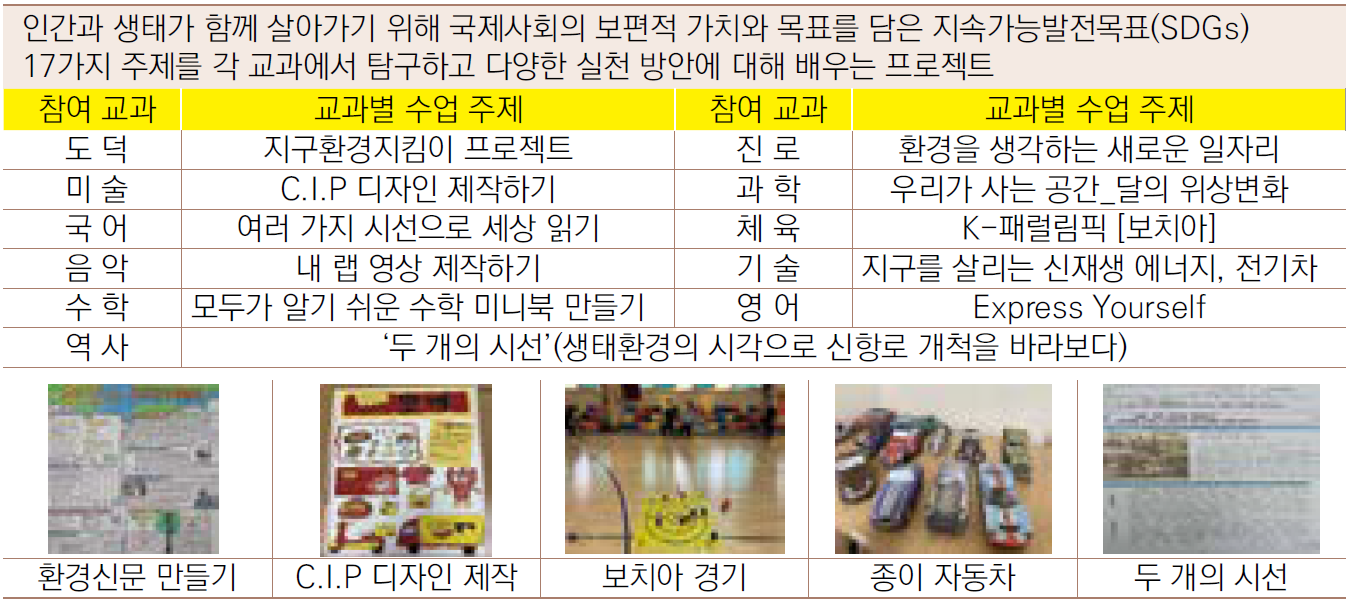 인간과 생태가 함께 살아가기 위해 국제사회의 보편적 가치와 목표를 담은 지속가능발전목표(SDGs)
17가지 주제를 각 교과에서 탐구하고 다양한 실천 방안에 대해 배우는 프로젝트
참여 교과 교과별 수업 주제 참여 교과 교과별 수업 주제
도 덕 지구환경지킴이 프로젝트 진 로 환경을 생각하는 새로운 일자리
미 술 C.I.P 디자인 제작하기 과 학 우리가 사는 공간_달의 위상변화
국 어 여러 가지 시선으로 세상 읽기 체 육 K-패럴림픽 [보치아]
음 악 내 랩 영상 제작하기 기 술 지구를 살리는 신재생 에너지, 전기차
수 학 모두가 알기 쉬운 수학 미니북 만들기 영 어 Express Yourself
역 사 ‘두 개의 시선’(생태환경의 시각으로 신항로 개척을 바라보다)
환경신문 만들기 C.I.P 디자인 제작 보치아 경기 종이 자동차 두 개의 시선